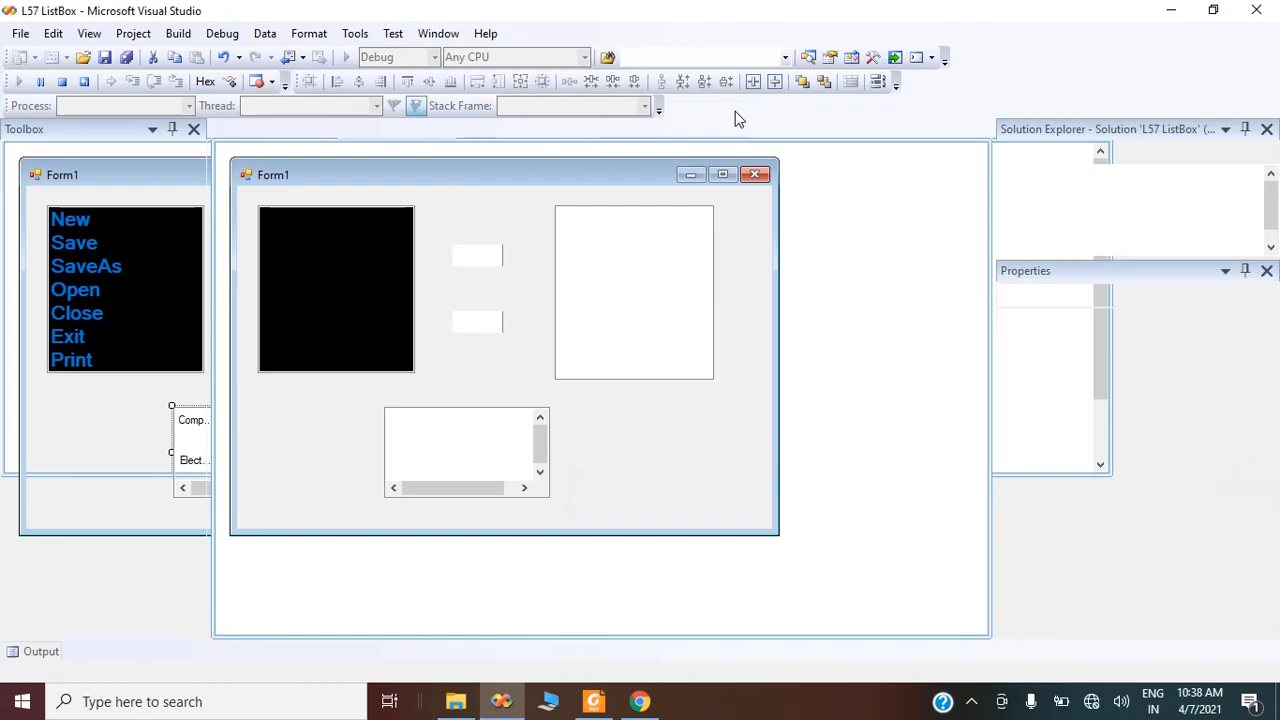 L57 ListBox - Microsoft Visual Studio
File Edit View Project Build Debug Data Format Tools Test Window Help
Debug Any CPU
Hex
Process: Thread: Stack Frame:
Toolbox
Solution Explorer - Solution 'L57 ListBox' (...
Form1
Form1
New
Save
SaveAs
Open
Close
Exit
Print
Comp...
Elect...
Properties
Output
Type here to search
ENG
IN
10:38 AM
4/7/2021
1